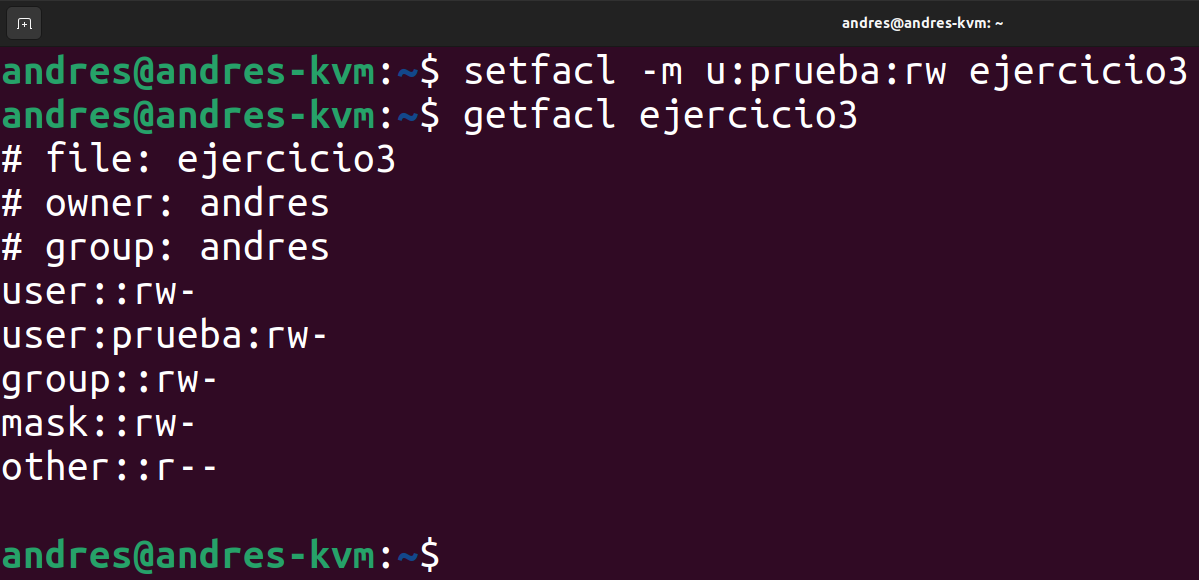 andres@andres-kvm: ~
andres@andres-kvm:~$ setfacl -m u:prueba:rw ejercicio3
andres@andres-kvm:~$ getfacl ejercicio3
# file: ejercicio3
# owner: andres
# group: andres
user::rw-
user:prueba:rw-
group::rw-
mask::rw-
other::r--
andres@andres-kvm:~$